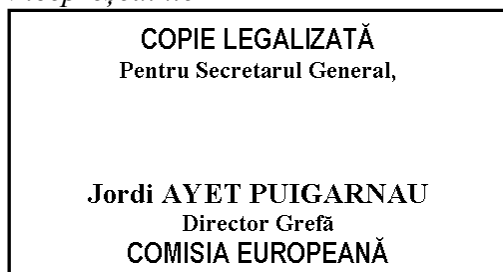 COPIE LEGALIZATĂ
Pentru Secretarul General,
Jordi AYET PUIGARNAU
Director Grefă
COMISIA EUROPEANĂ